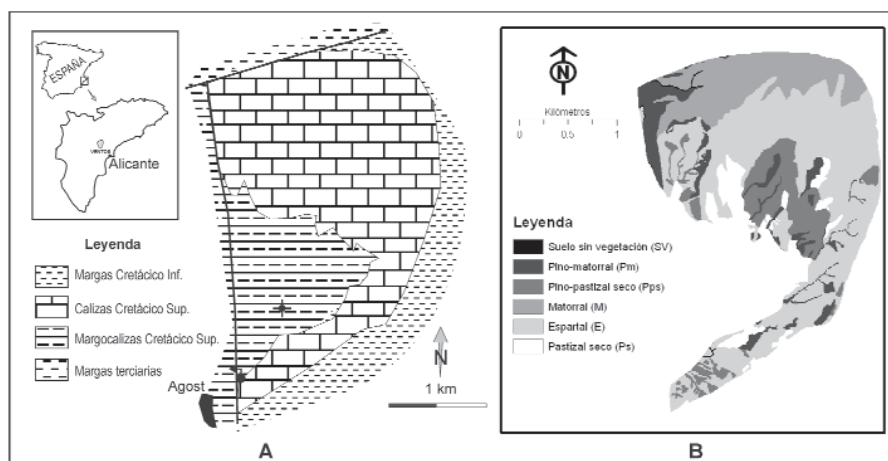 ESPAÑA
VENTOS
Alicante
Leyenda
Margas Cretácico Inf.
Calizas Cretácico Sup.
Margocalizas Cretácico Sup.
Margas terciarias
Agost
N
1 km
A
N
Kilómetros
0 0.5 1
Leyenda
Suelo sin vegetación (SV)
Pino-matorral (Pm)
Pino-pastizal seco (Pps)
Matorral (M)
Espartal (E)
Pastizal seco (Ps)
B